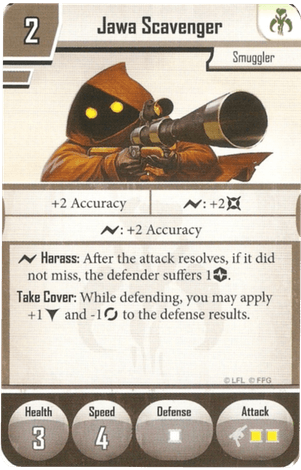 2
Jawa Scavenger
Smuggler
+2 Accuracy
: +2
: +2 Accuracy
Harass: After the attack resolves, if it did
not miss, the defender suffers 1 .
Take Cover: While defending, you may apply
+1 and -1 to the defense results.
© LFL © FFG
Health Speed Defense Attack
3 4